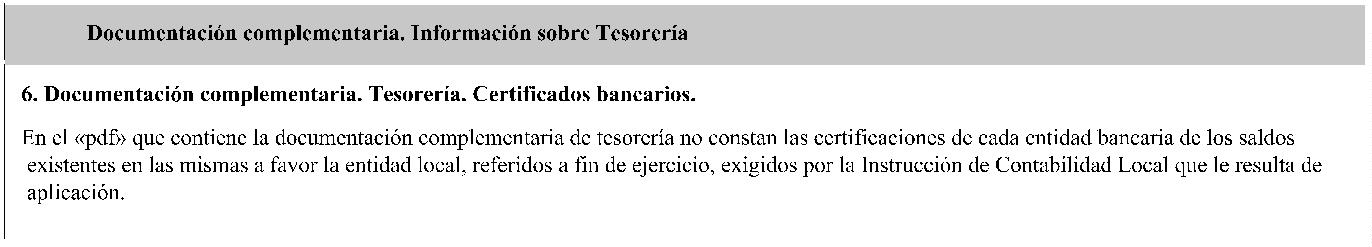 Documentación complementaria. Información sobre Tesorería
6. Documentación complementaria. Tesorería. Certificados bancarios.
En el «pdf» que contiene la documentación complementaria de tesorería no constan las certificaciones de cada entidad bancaria de los saldos
existentes en las mismas a favor la entidad local, referidos a fin de ejercicio, exigidos por la Instrucción de Contabilidad Local que le resulta de
aplicación.